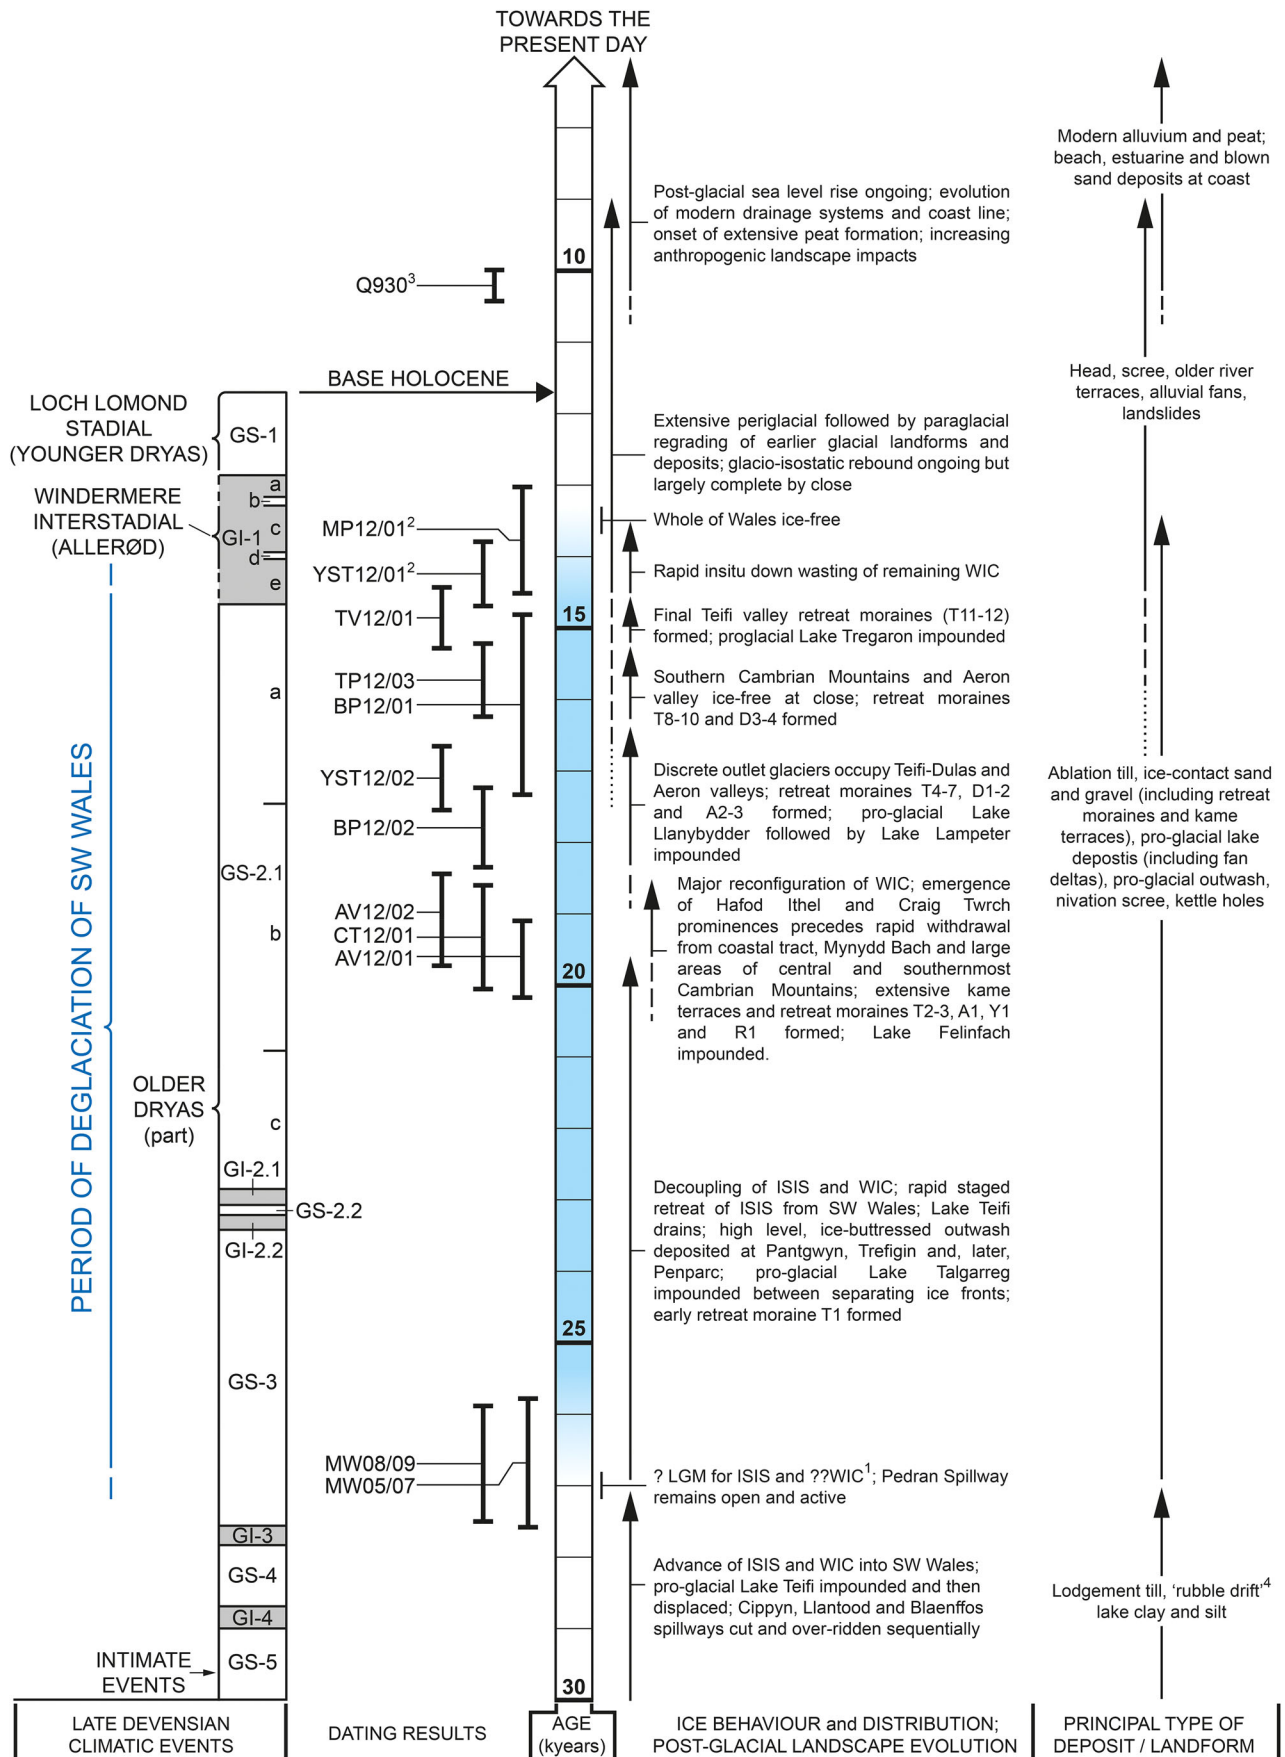 TOWARDS THE
PRESENT DAY
Modern alluvium and peat;
beach, estuarine and blown
sand deposits at coast
Post-glacial sea level rise ongoing; evolution
of modern drainage systems and coast line;
onset of extensive peat formation; increasing
anthropogenic landscape impacts
10
Q930³
BASE HOLOCENE
Head, scree, older river
terraces, alluvial fans,
landslides
LOCH LOMOND
STADIAL
(YOUNGER DRYAS)
GS-1
Extensive periglacial followed by paraglacial
regrading of earlier glacial landforms and
deposits; glacio-isostatic rebound ongoing but
largely complete by close
WINDERMERE
INTERSTADIAL
(ALLERØD)
GI-1
a
b
c
d
e
MP12/01²
Whole of Wales ice-free
YST12/01²
Rapid insitu down wasting of remaining WIC
TV12/01
15
Final Teifi valley retreat moraines (T11-12)
formed; proglacial Lake Tregaron impounded
TP12/03
BP12/01
a
Southern Cambrian Mountains and Aeron
valley ice-free at close; retreat moraines
T8-10 and D3-4 formed
YST12/02
BP12/02
Discrete outlet glaciers occupy Teifi-Dulas and
Aeron valleys; retreat moraines T4-7, D1-2
and A2-3 formed; pro-glacial Lake
Llanybydder followed by Lake Lampeter
impounded
Ablation till, ice-contact sand
and gravel (including retreat
moraines and kame
terraces), pro-glacial lake
depostis (including fan
deltas), pro-glacial outwash,
nivation scree, kettle holes
GS-2.1
b
AV12/02
CT12/01
AV12/01
20
Major reconfiguration of WIC; emergence
of Hafod Ithel and Craig Twrch
prominences precedes rapid withdrawal
from coastal tract, Mynydd Bach and large
areas of central and southernmost
Cambrian Mountains; extensive kame
terraces and retreat moraines T2-3, A1, Y1
and R1 formed; Lake Felinfach
impounded.
PERIOD OF DEGLACIATION OF SW WALES
OLDER
DRYAS
(part)
c
GI-2.1
GS-2.2
GI-2.2
Decoupling of ISIS and WIC; rapid staged
retreat of ISIS from SW Wales; Lake Teifi
drains; high level, ice-buttressed outwash
deposited at Pantgwyn, Trefigin and, later,
Penparc; pro-glacial Lake Talgarreg
impounded between separating ice fronts;
early retreat moraine T1 formed
25
GS-3
MW08/09
MW05/07
? LGM for ISIS and ??WIC¹; Pedran Spillway
remains open and active
GI-3
GS-4
GI-4
GS-5
Advance of ISIS and WIC into SW Wales;
pro-glacial Lake Teifi impounded and then
displaced; Cippyn, Llantood and Blaenffos
spillways cut and over-ridden sequentially
Lodgement till, ‘rubble drift’⁴
lake clay and silt
INTIMATE
EVENTS
30
LATE DEVENSIAN
CLIMATIC EVENTS
DATING RESULTS
AGE
(kyears)
ICE BEHAVIOUR and DISTRIBUTION;
POST-GLACIAL LANDSCAPE EVOLUTION
PRINCIPAL TYPE OF
DEPOSIT / LANDFORM